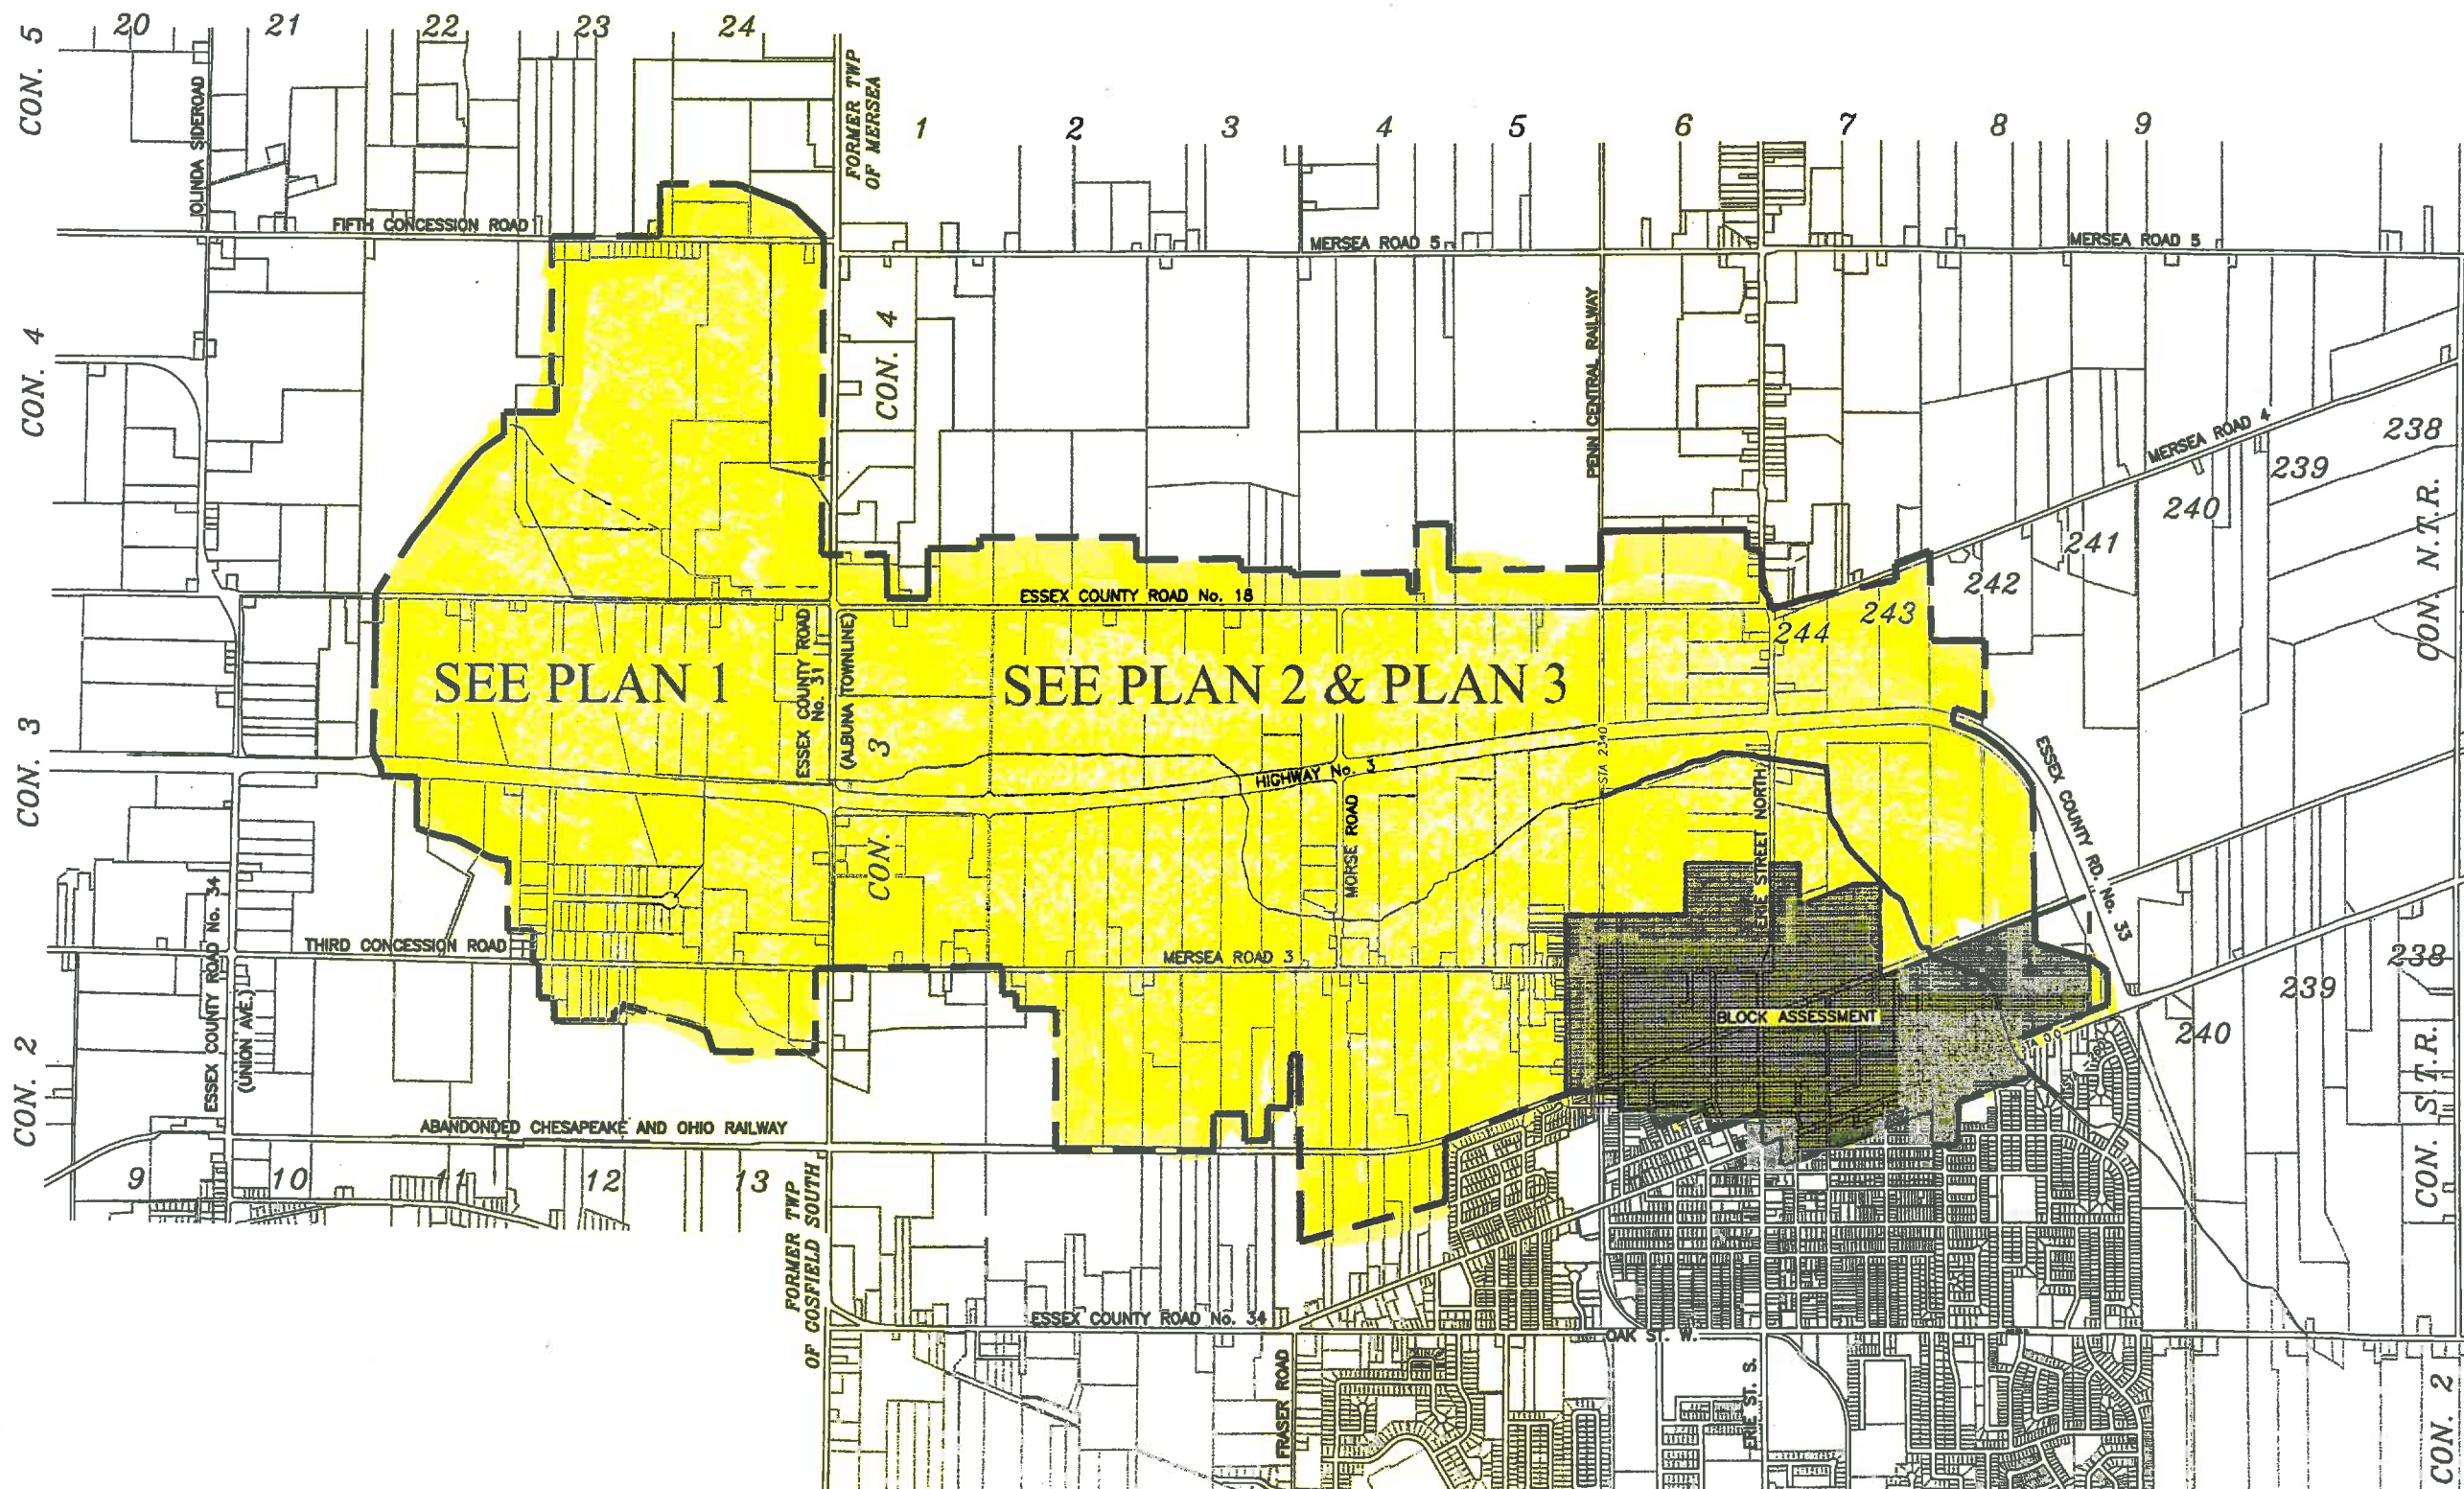 20 21 22 23 24
CON. 5
OLINDA SIDEROAD
FORMER TWP
OF MERSEA
1 2 3 4 5 6 7 8 9
FIFTH CONCESSION ROAD
MERSEA ROAD 5
MERSEA ROAD 5
CON. 4
CON. 4
PENN CENTRAL RAILWAY
MERSEA ROAD 4
238
239
240
241
242
243
244
CON. N.T.R.
ESSEX COUNTY ROAD No. 18
SEE PLAN 1
ESSEX COUNTY ROAD
No. 31
(ALBUNA TOWNLINE)
SEE PLAN 2 & PLAN 3
CON. 3
CON. 3
HIGHWAY No. 3
STA 2340
MORSE ROAD
ERIE STREET NORTH
ESSEX COUNTY RD. No. 33
THIRD CONCESSION ROAD
MERSEA ROAD 3
ESSEX COUNTY ROAD No. 34
(UNION AVE.)
BLOCK ASSESSMENT
238
239
240
CON. 2
CON. S.T.R.
ABANDONDED CHESAPEAKE AND OHIO RAILWAY
9 10 11 12 13
FORMER TWP
OF GOSFIELD SOUTH
ESSEX COUNTY ROAD No. 34
OAK ST. W.
FRASER ROAD
ERIE ST. S.
CON. 2